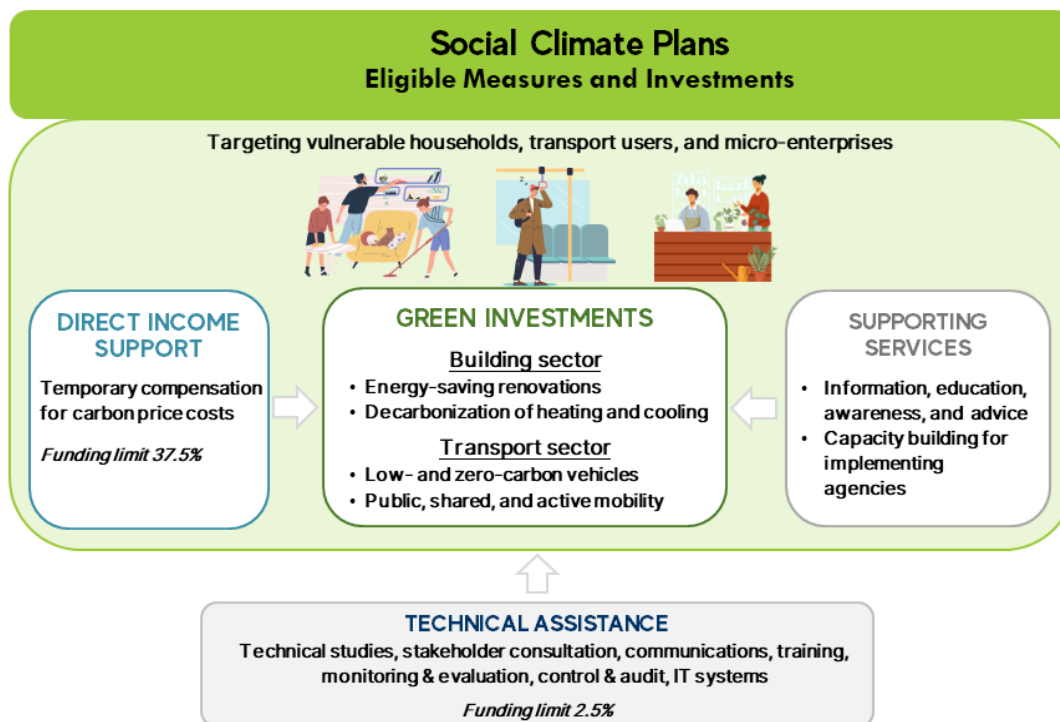 Social Climate Plans
Eligible Measures and Investments
Targeting vulnerable households, transport users, and micro-enterprises
z
z
DIRECT INCOME
SUPPORT
Temporary compensation
for carbon price costs
Funding limit 37.5%
GREEN INVESTMENTS
Building sector
• Energy-saving renovations
• Decarbonization of heating and cooling
Transport sector
• Low- and zero-carbon vehicles
• Public, shared, and active mobility
SUPPORTING
SERVICES
• Information, education,
awareness, and advice
• Capacity building for
implementing
agencies
TECHNICAL ASSISTANCE
Technical studies, stakeholder consultation, communications, training,
monitoring & evaluation, control & audit, IT systems
Funding limit 2.5%